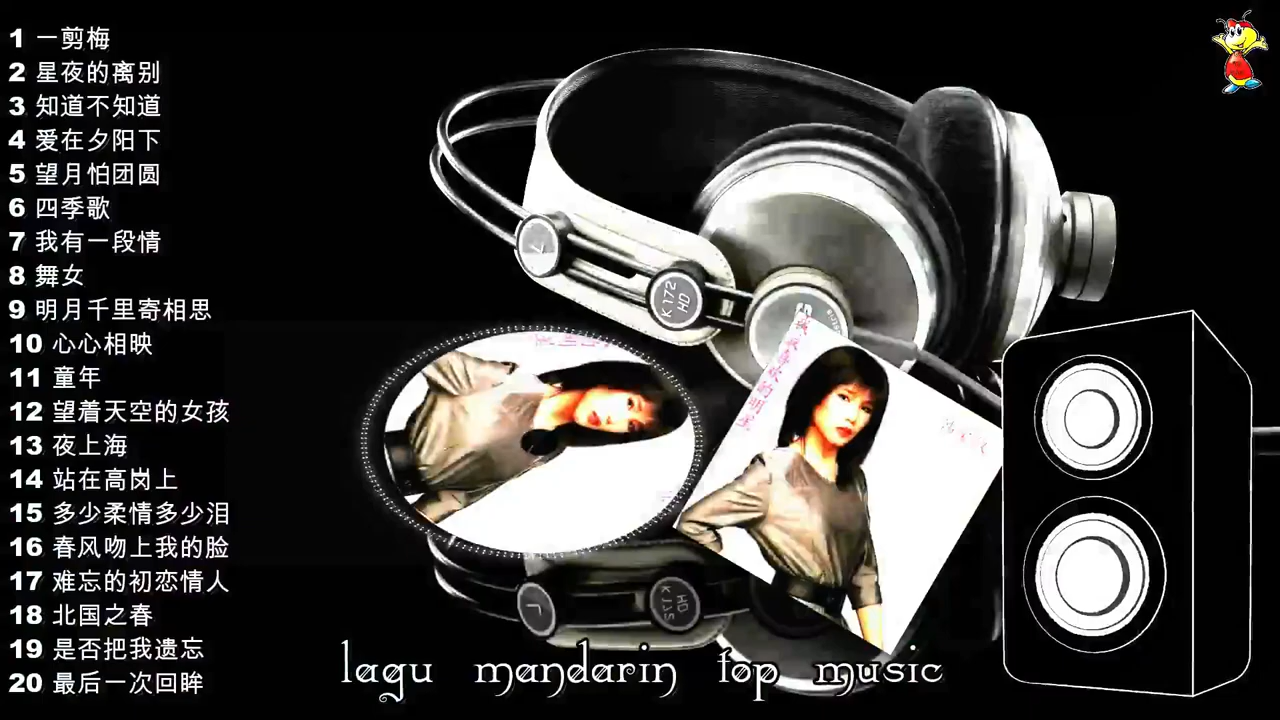 1 一剪梅
2 星夜的离别
3 知道不知道
4 爱在夕阳下
5 望月怕团圆
6 四季歌
7 我有一段情
8 舞女
9 明月千里寄相思
10 心心相映
11 童年
12 望着天空的女孩
13 夜上海
14 站在高岗上
15 多少柔情多少泪
16 春风吻上我的脸
17 难忘的初恋情人
18 北国之春
19 是否把我遗忘
20 最后一次回眸
K172
HD
lagu mandarin top music